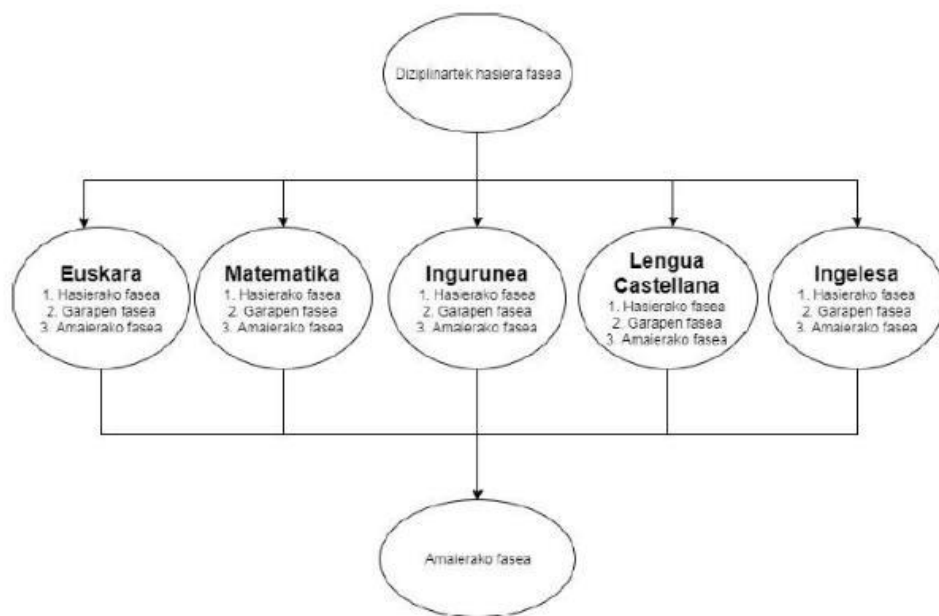 Diziplinartek hasiera fasea
Euskara
1. Hasierako fasea
2. Garapen fasea
3. Amaierako fasea
Matematika
1. Hasierako fasea
2. Garapen fasea
3. Amaierako fasea
Ingurunea
1. Hasierako fasea
2. Garapen fasea
3. Amaierako fasea
Lengua
Castellana
1. Hasierako fasea
2. Garapen fasea
3. Amaierako fasea
Ingelesa
1. Hasierako fasea
2. Garapen fasea
3. Amaierako fasea
Amaierako fasea